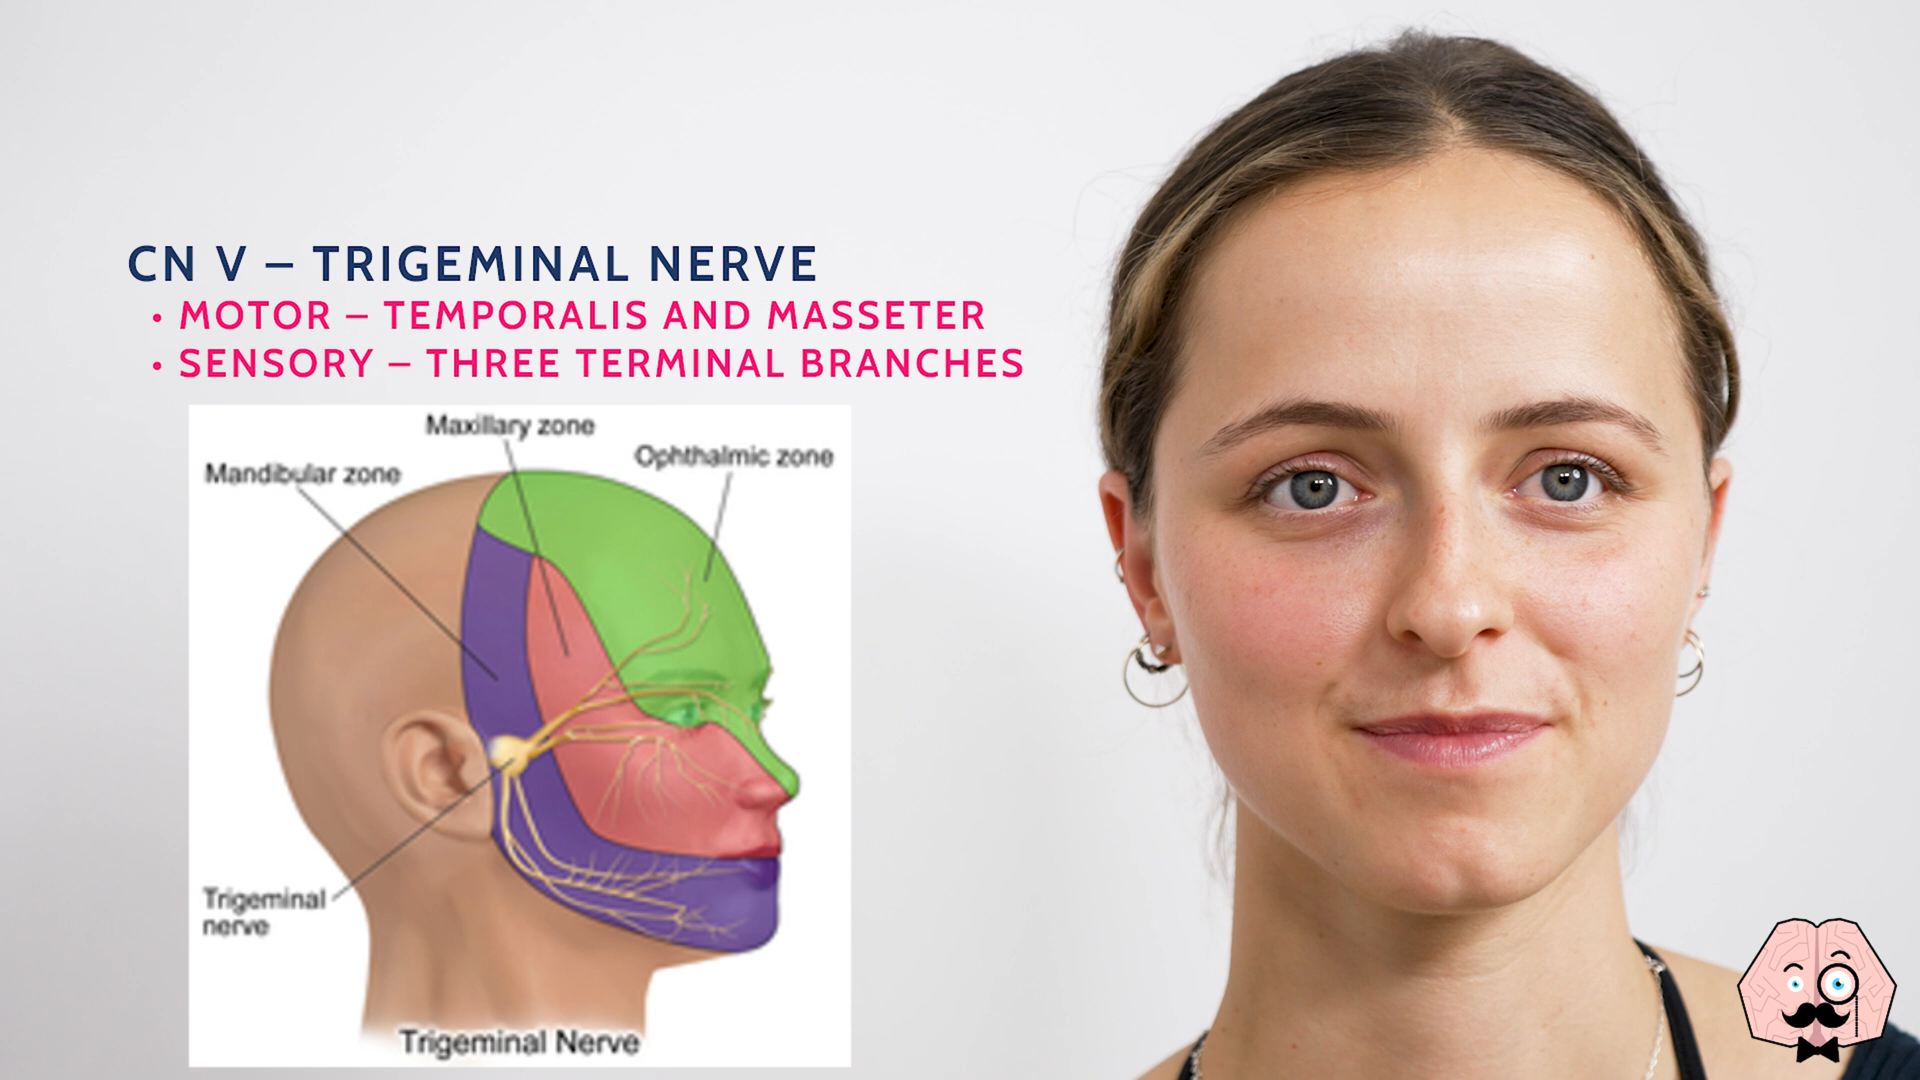 CN V – TRIGEMINAL NERVE
• MOTOR – TEMPORALIS AND MASSETER
• SENSORY – THREE TERMINAL BRANCHES
Maxillary zone
Ophthalmic zone
Mandibular zone
Trigeminal
nerve
Trigeminal Nerve